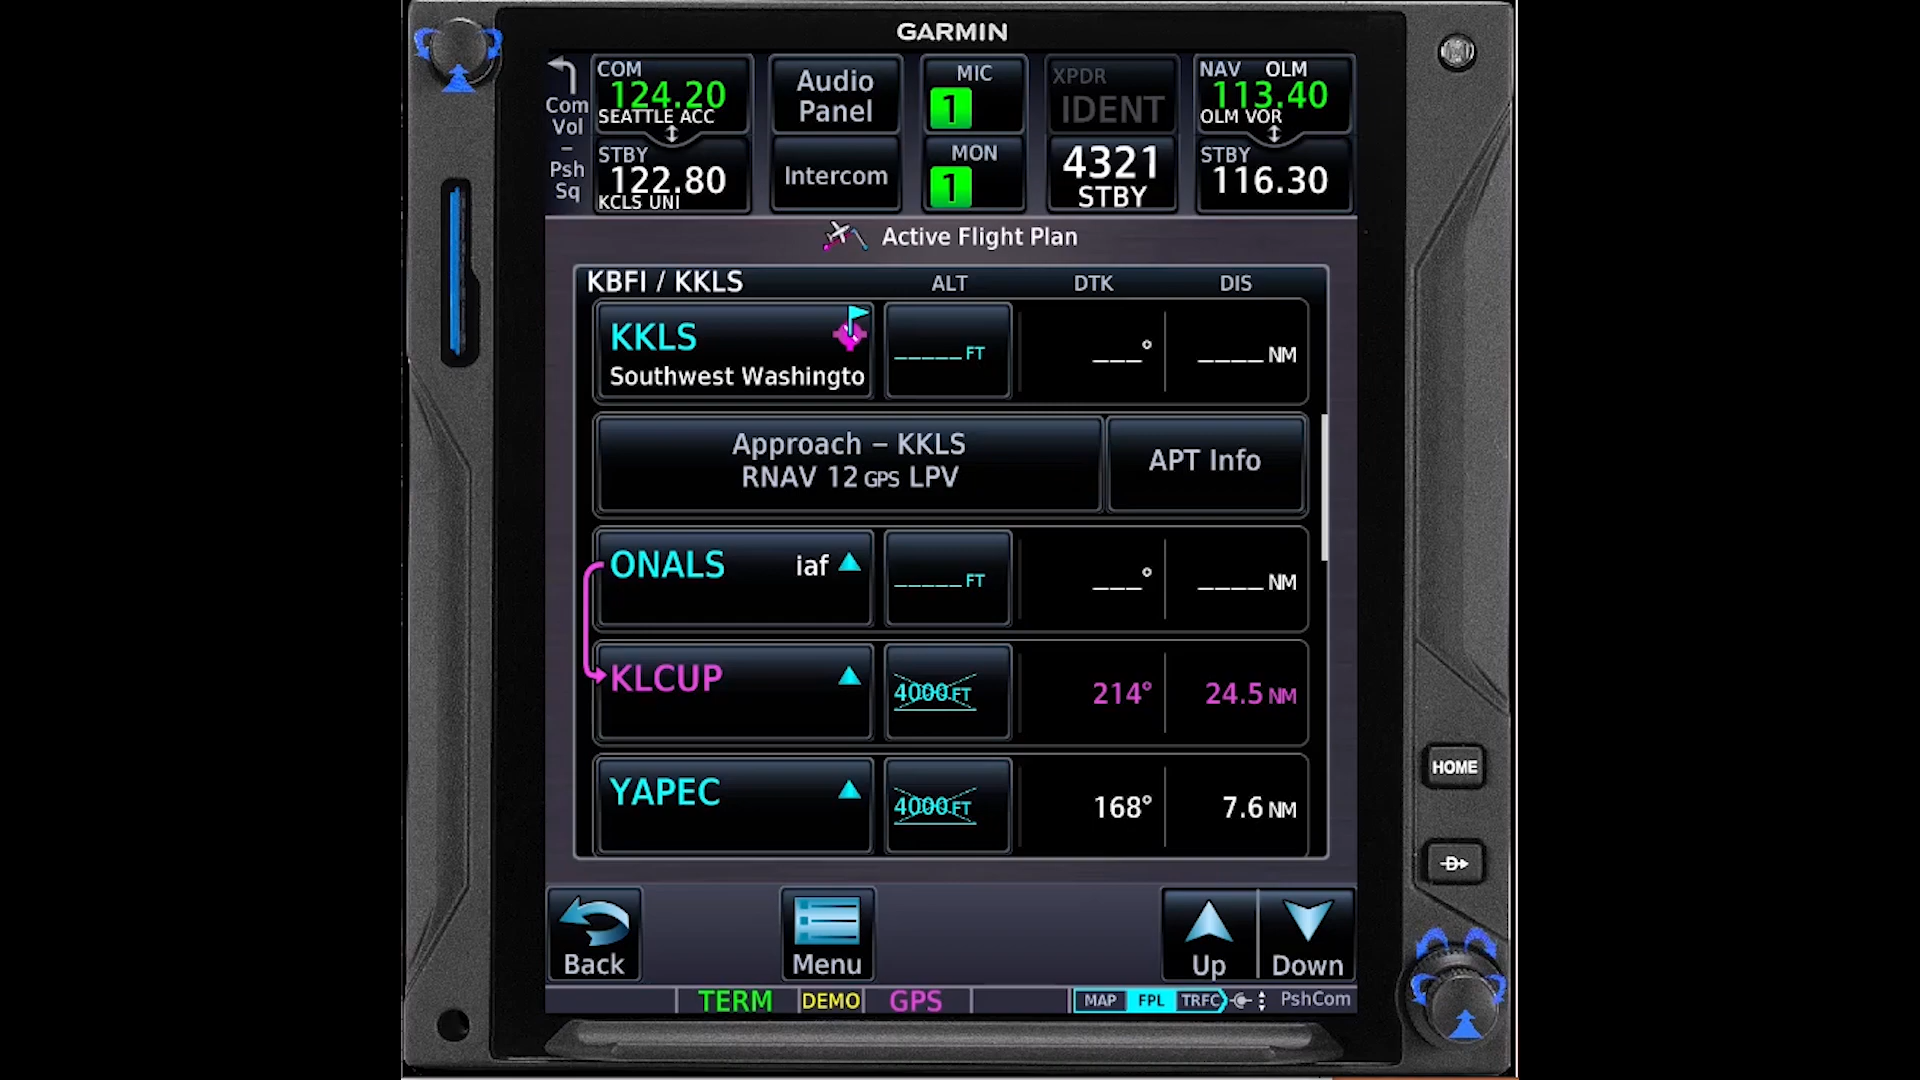 GARMIN
Com
Vol
–
Psh
Sq
COM
124.20
SEATTLE ACC
STBY
122.80
KCLS UNI
Audio
Panel
Intercom
MIC
1
MON
1
XPDR
IDENT
4321
STBY
NAV OLM
113.40
OLM VOR
STBY
116.30
Active Flight Plan
KBFI / KKLS ALT DTK DIS
KKLS
Southwest Washingto
_____FT ___° ____NM
Approach – KKLS
RNAV 12 GPS LPV
APT Info
ONALS iaf _____FT ___° ____NM
KLCUP 4000FT 214° 24.5NM
YAPEC 4000FT 168° 7.6NM
Back Menu Up Down
TERM DEMO GPS MAP FPL TRFC PshCom
HOME
D